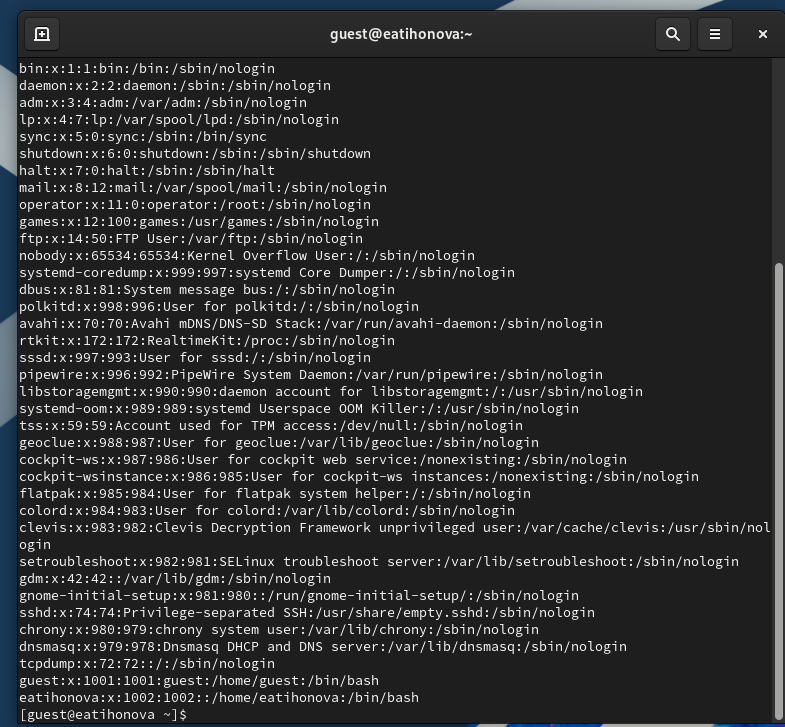 guest@eatihonova:~
bin:x:1:1:bin:/bin:/sbin/nologin
daemon:x:2:2:daemon:/sbin:/sbin/nologin
adm:x:3:4:adm:/var/adm:/sbin/nologin
lp:x:4:7:lp:/var/spool/lpd:/sbin/nologin
sync:x:5:0:sync:/sbin:/bin/sync
shutdown:x:6:0:shutdown:/sbin:/sbin/shutdown
halt:x:7:0:halt:/sbin:/sbin/halt
mail:x:8:12:mail:/var/spool/mail:/sbin/nologin
operator:x:11:0:operator:/root:/sbin/nologin
games:x:12:100:games:/usr/games:/sbin/nologin
ftp:x:14:50:FTP User:/var/ftp:/sbin/nologin
nobody:x:65534:65534:Kernel Overflow User:/:/sbin/nologin
systemd-coredump:x:999:997:systemd Core Dumper:/:/sbin/nologin
dbus:x:81:81:System message bus:/:/sbin/nologin
polkitd:x:998:996:User for polkitd:/:/sbin/nologin
avahi:x:70:70:Avahi mDNS/DNS-SD Stack:/var/run/avahi-daemon:/sbin/nologin
rtkit:x:172:172:RealtimeKit:/proc:/sbin/nologin
sssd:x:997:993:User for sssd:/:/sbin/nologin
pipewire:x:996:992:PipeWire System Daemon:/var/run/pipewire:/sbin/nologin
libstoragemgmt:x:990:990:daemon account for libstoragemgmt:/:/usr/sbin/nologin
systemd-oom:x:989:989:systemd Userspace OOM Killer:/:/usr/sbin/nologin
tss:x:59:59:Account used for TPM access:/dev/null:/sbin/nologin
geoclue:x:988:987:User for geoclue:/var/lib/geoclue:/sbin/nologin
cockpit-ws:x:987:986:User for cockpit web service:/nonexisting:/sbin/nologin
cockpit-wsinstance:x:986:985:User for cockpit-ws instances:/nonexisting:/sbin/nologin
flatpak:x:985:984:User for flatpak system helper:/:/sbin/nologin
colord:x:984:983:User for colord:/var/lib/colord:/sbin/nologin
clevis:x:983:982:Clevis Decryption Framework unprivileged user:/var/cache/clevis:/usr/sbin/nol
ogin
setroubleshoot:x:982:981:SELinux troubleshoot server:/var/lib/setroubleshoot:/sbin/nologin
gdm:x:42:42::/var/lib/gdm:/sbin/nologin
gnome-initial-setup:x:981:980::/run/gnome-initial-setup/:/sbin/nologin
sshd:x:74:74:Privilege-separated SSH:/usr/share/empty.sshd:/sbin/nologin
chrony:x:980:979:chrony system user:/var/lib/chrony:/sbin/nologin
dnsmasq:x:979:978:Dnsmasq DHCP and DNS server:/var/lib/dnsmasq:/sbin/nologin
tcpdump:x:72:72::/:/sbin/nologin
guest:x:1001:1001:guest:/home/guest:/bin/bash
eatihonova:x:1002:1002::/home/eatihonova:/bin/bash
[guest@eatihonova ~]$